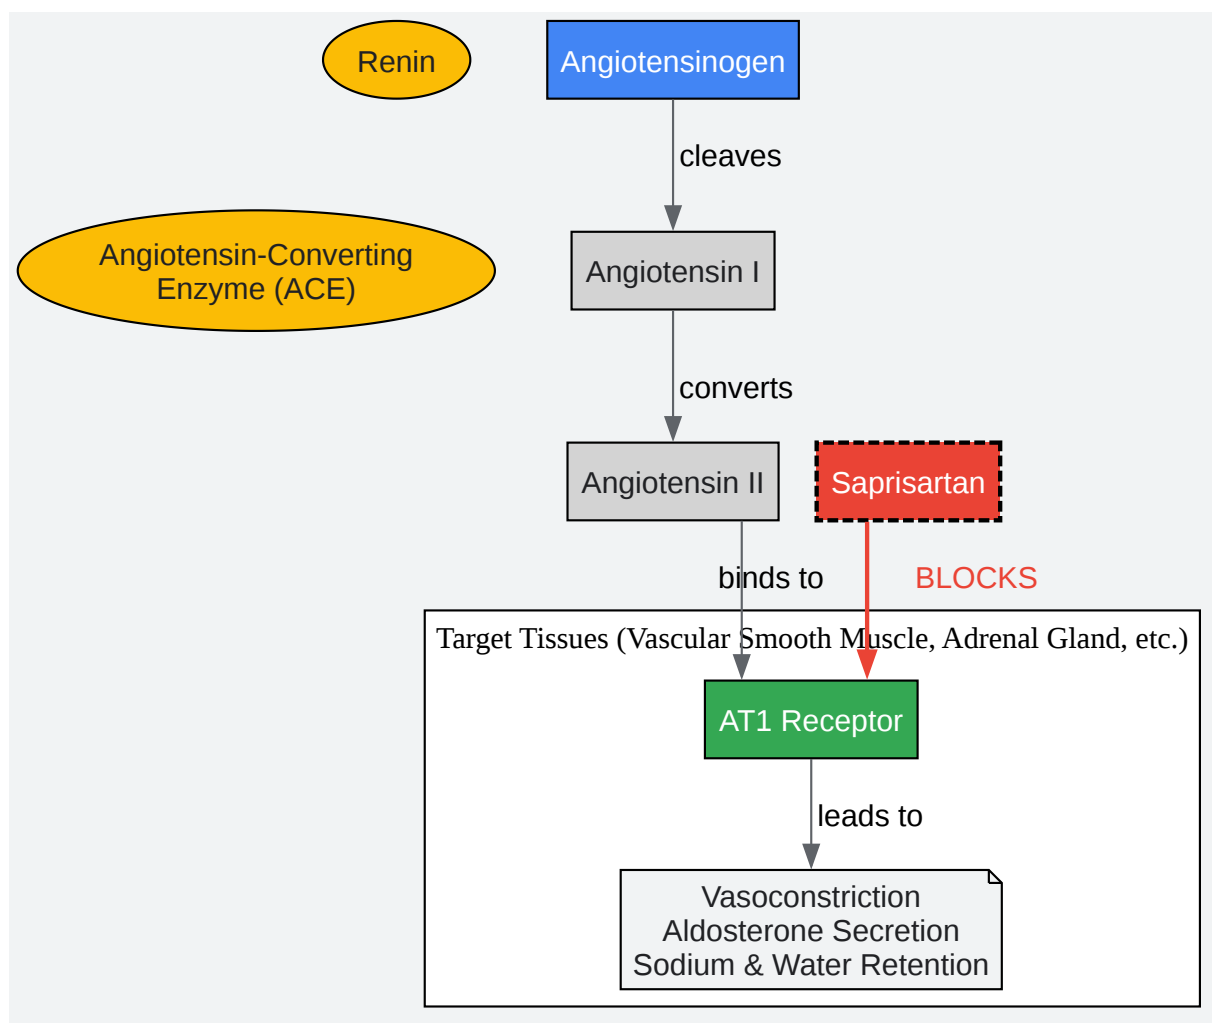 Renin
Angiotensinogen
cleaves
Angiotensin-Converting
Enzyme (ACE)
Angiotensin I
converts
Angiotensin II
Saprisartan
binds to
BLOCKS
Target Tissues (Vascular Smooth Muscle, Adrenal Gland, etc.)
AT1 Receptor
leads to
Vasoconstriction
Aldosterone Secretion
Sodium & Water Retention